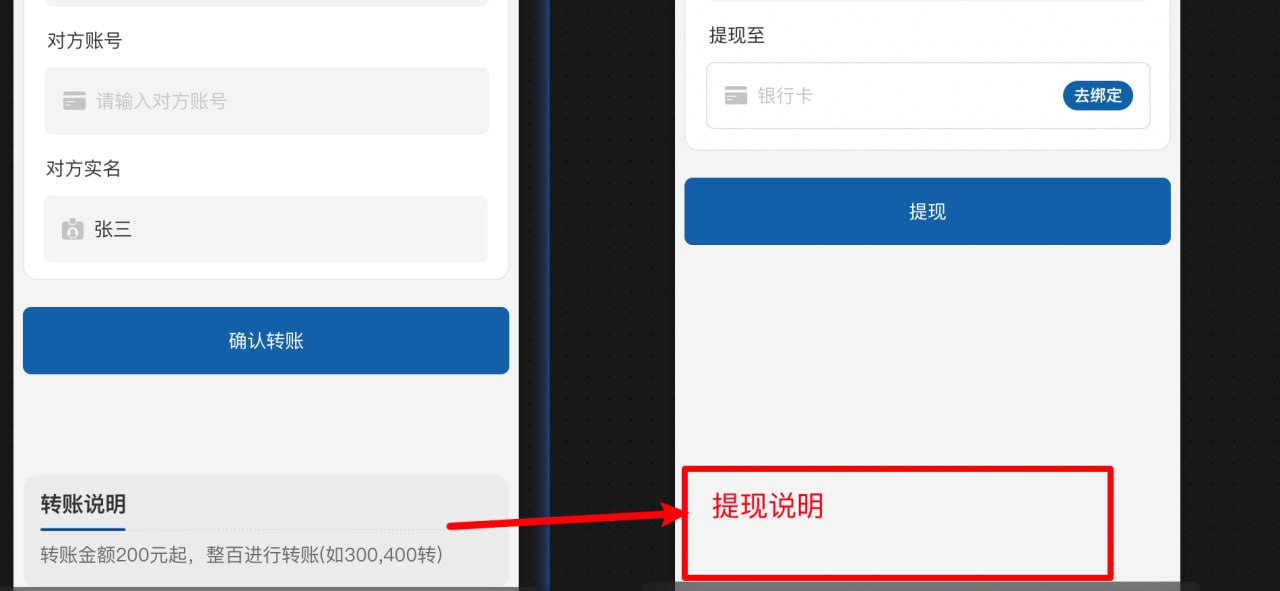 对方账号
请输入对方账号
对方实名
张三
确认转账
转账说明
转账金额200元起，整百进行转账(如300,400转)
提现至
银行卡
去绑定
提现
提现说明